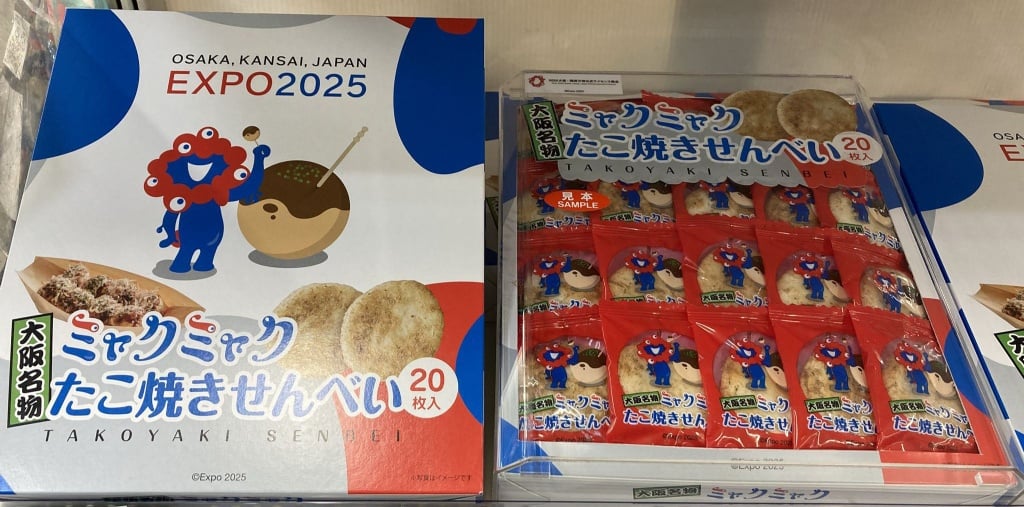 OSAKA, KANSAI, JAPAN
EXPO2025
大阪名物
ミャクミャク
たこ焼きせんべい
20枚入
TAKOYAKI SENBEI
©Expo 2025
小写真はイメージです
大阪名物
ミャクミャク
たこ焼きせんべい
20枚入
TAKOYAKI SENBEI
見本
SAMPLE
大阪名物
ミャクミャク
たこ焼きせんべい
©Expo 2025
大阪名物
ミャクミャク
OSAKA